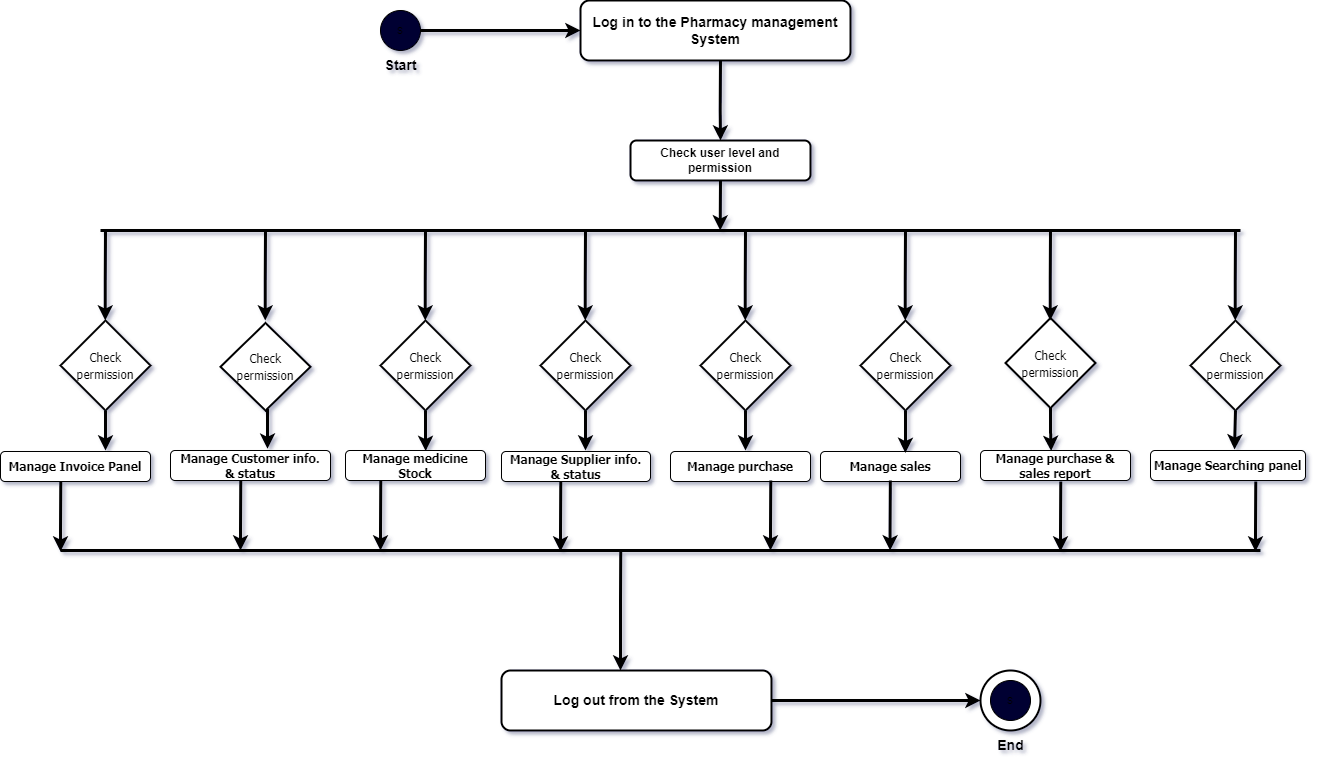 Log in to the Pharmacy management
System
Start
Check user level and
permission
Check
permission
Check
permission
Check
permission
Check
permission
Check
permission
Check
permission
Check
permission
Check
permission
Manage Invoice Panel
Manage Customer info.
& status
Manage medicine
Stock
Manage Supplier info.
& status
Manage purchase
Manage sales
Manage purchase &
sales report
Manage Searching panel
Log out from the System
End